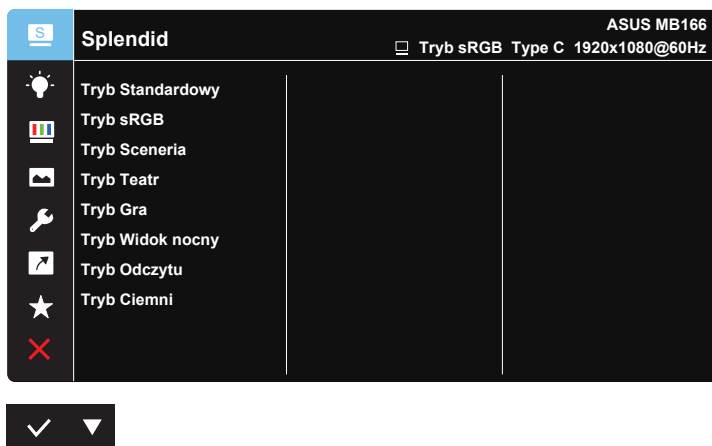 S
Splendid
ASUS MB166
Tryb sRGB Type C 1920x1080@60Hz
Tryb Standardowy
Tryb sRGB
Tryb Sceneria
Tryb Teatr
Tryb Gra
Tryb Widok nocny
Tryb Odczytu
Tryb Ciemni